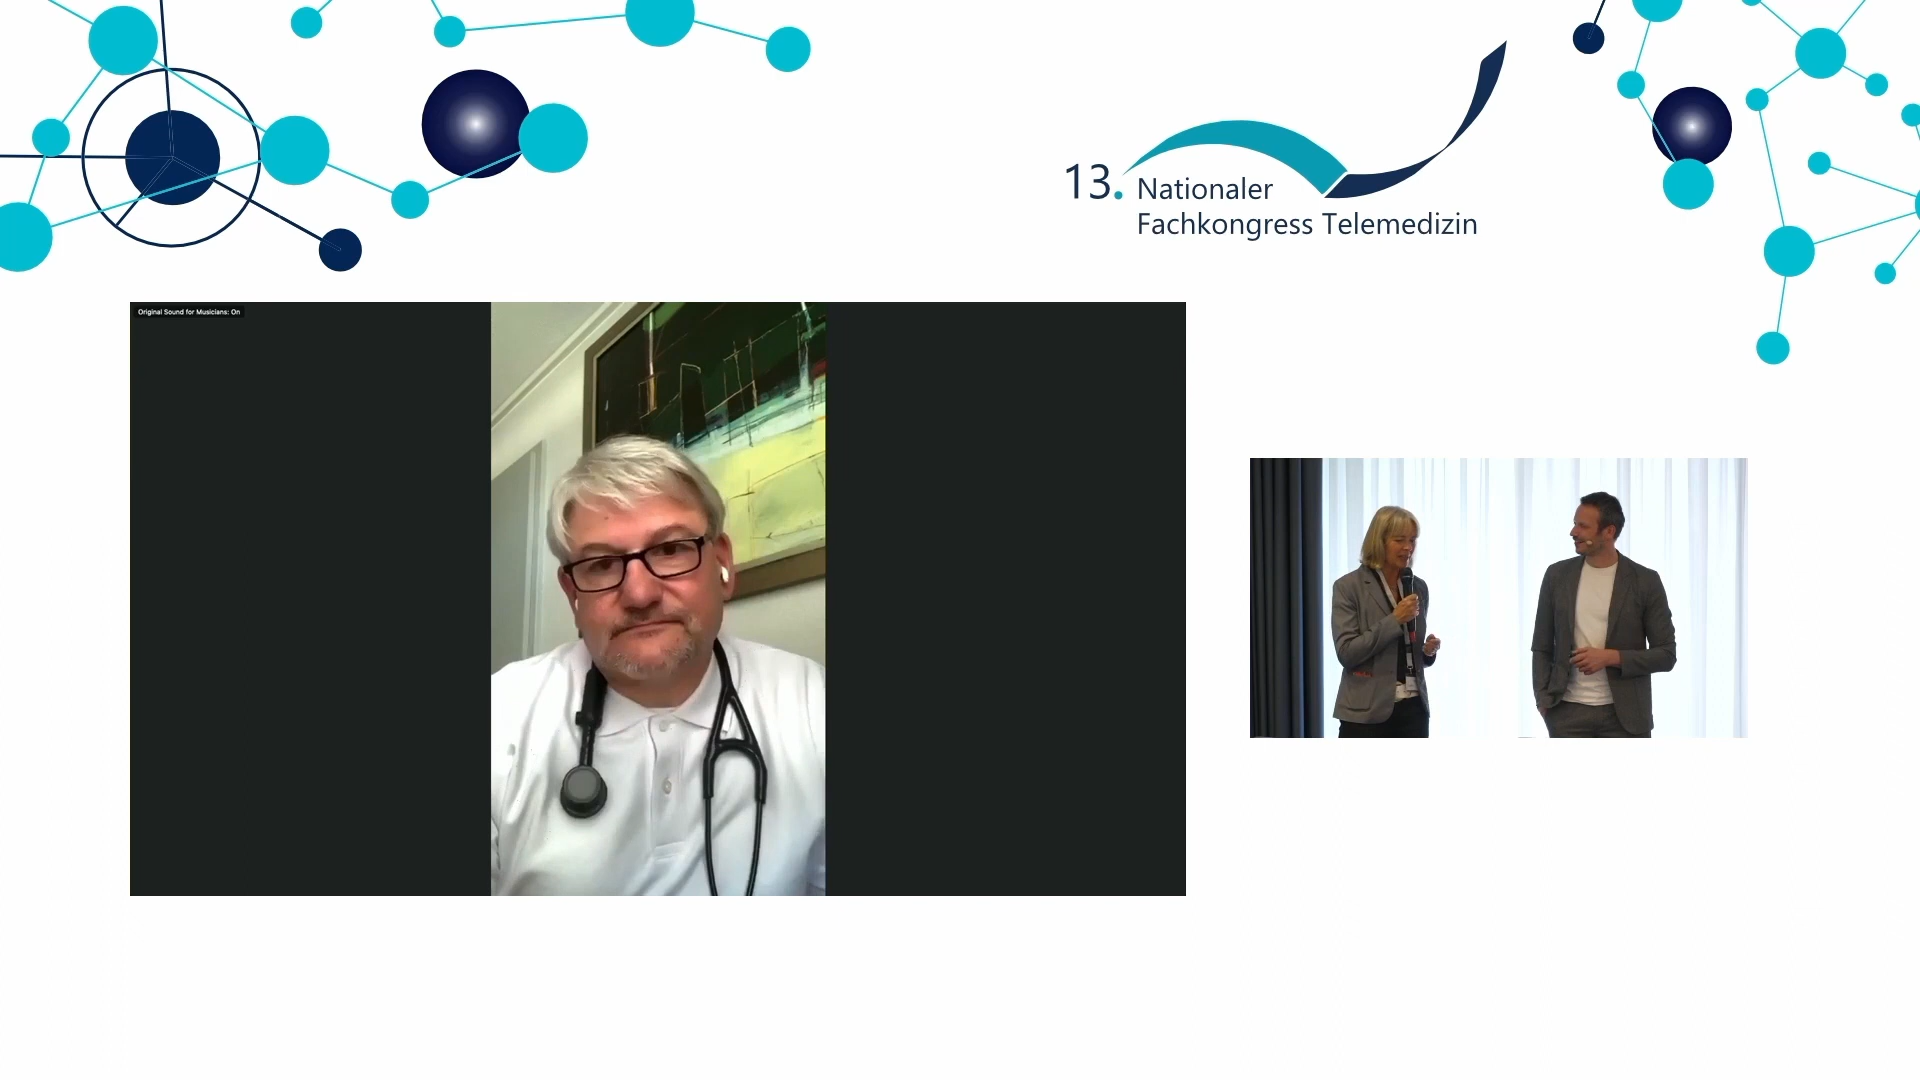 13. Nationaler
Fachkongress Telemedizin
Original Sound for Musicians: On